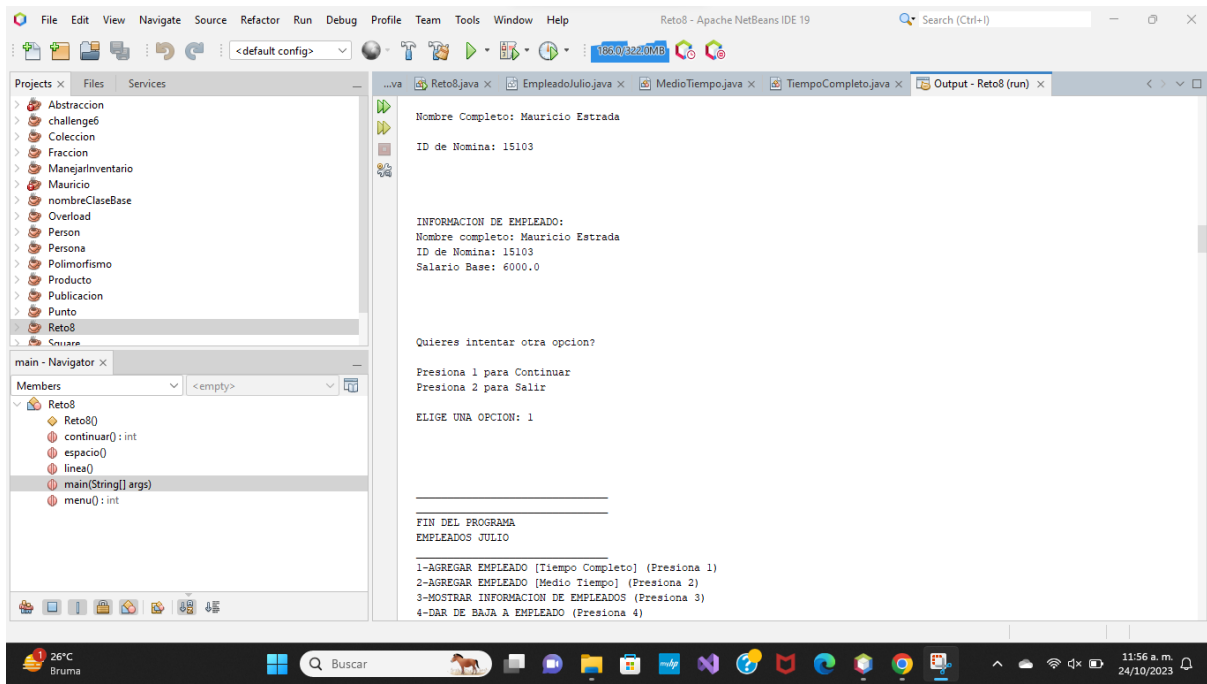 File Edit View Navigate Source Refactor Run Debug Profile Team Tools Window Help Reto8 - Apache NetBeans IDE 19 Search (Ctrl+I)
<default config> 186.0/322.0MB
Projects Files Services ...va Reto8.java EmpleadoJulio.java MedioTiempo.java TiempoCompleto.java Output - Reto8 (run)
Abstraccion
challenge6
Coleccion
Fraccion
ManejarInventario
Mauricio
nombreClaseBase
Overload
Person
Persona
Polimorfismo
Producto
Publicacion
Punto
Reto8
Square
main - Navigator
Members <empty>
Reto8
Reto8()
continuar() : int
espacio()
linea()
main(String[] args)
menu() : int
Nombre Completo: Mauricio Estrada
ID de Nomina: 15103
INFORMACION DE EMPLEADO:
Nombre completo: Mauricio Estrada
ID de Nomina: 15103
Salario Base: 6000.0
Quieres intentar otra opcion?
Presiona 1 para Continuar
Presiona 2 para Salir
ELIGE UNA OPCION: 1
FIN DEL PROGRAMA
EMPLEADOS JULIO
1-AGREGAR EMPLEADO [Tiempo Completo] (Presiona 1)
2-AGREGAR EMPLEADO [Medio Tiempo] (Presiona 2)
3-MOSTRAR INFORMACION DE EMPLEADOS (Presiona 3)
4-DAR DE BAJA A EMPLEADO (Presiona 4)
1
26°C
Bruma
Buscar
mhp
11:56 a. m.
24/10/2023